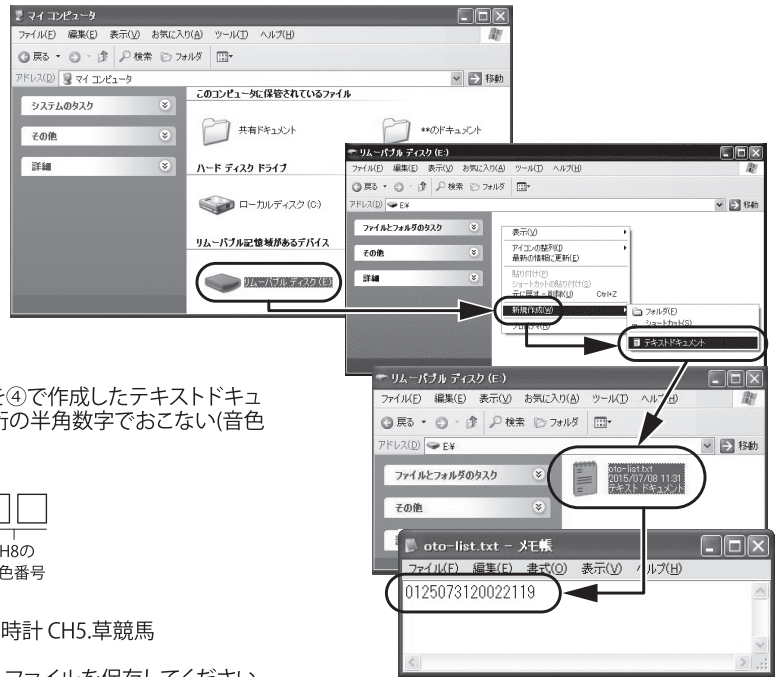 マイ コンピュータ
ファイル(F) 編集(E) 表示(V) お気に入り(A) ツール(T) ヘルプ(H)
戻る 検索 フォルダ
アドレス(D) マイ コンピュータ 移動
システムのタスク
その他
詳細
このコンピュータに保管されているファイル
共有ドキュメント
**のドキュメント
ハード ディスク ドライブ
ローカルディスク (C:)
リムーバブル記憶域があるデバイス
リムーバブル ディスク (E:)
リムーバブル ディスク (E:)
ファイル(F) 編集(E) 表示(V) お気に入り(A) ツール(T) ヘルプ(H)
戻る 検索 フォルダ
アドレス(D) E:¥ 移動
ファイルとフォルダのタスク
その他
詳細
表示(V)
アイコンの整列(I)
最新の情報に更新(E)
貼り付け(P)
ショートカットの貼り付け(S)
元に戻す - 削除(U) Ctrl+Z
新規作成(W)
プロパティ(R)
フォルダ(F)
ショートカット(S)
テキストドキュメント
を④で作成したテキストドキュ
桁の半角数字でおこない(音色
H8の
色番号
時計 CH5.草競馬
ファイルを保存してください
リムーバブル ディスク (E:)
ファイル(F) 編集(E) 表示(V) お気に入り(A) ツール(T) ヘルプ(H)
戻る 検索 フォルダ
アドレス(D) E:¥ 移動
ファイルとフォルダのタスク
その他
oto-list.txt
2015/07/08 11:31
テキスト ドキュメント
oto-list.txt - メモ帳
ファイル(F) 編集(E) 書式(O) 表示(V) ヘルプ(H)
0125073120022119